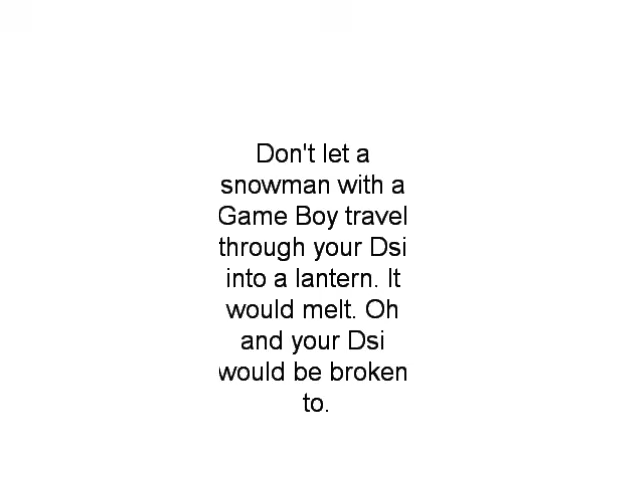 Don't let a
snowman with a
Game Boy travel
through your Dsi
into a lantern. It
would melt. Oh
and your Dsi
would be broken
to.